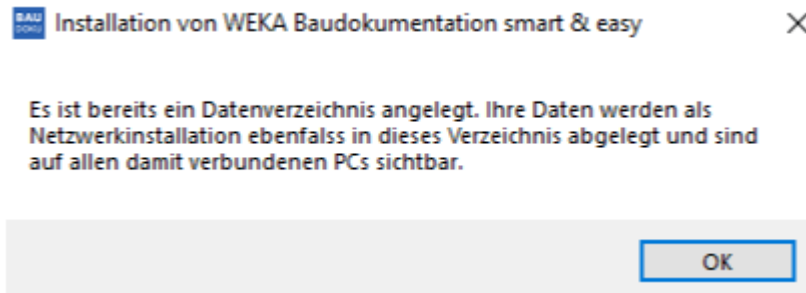 BAU DOKU Installation von WEKA Baudokumentation smart & easy
Es ist bereits ein Datenverzeichnis angelegt. Ihre Daten werden als
Netzwerkinstallation ebenfalss in dieses Verzeichnis abgelegt und sind
auf allen damit verbundenen PCs sichtbar.
OK